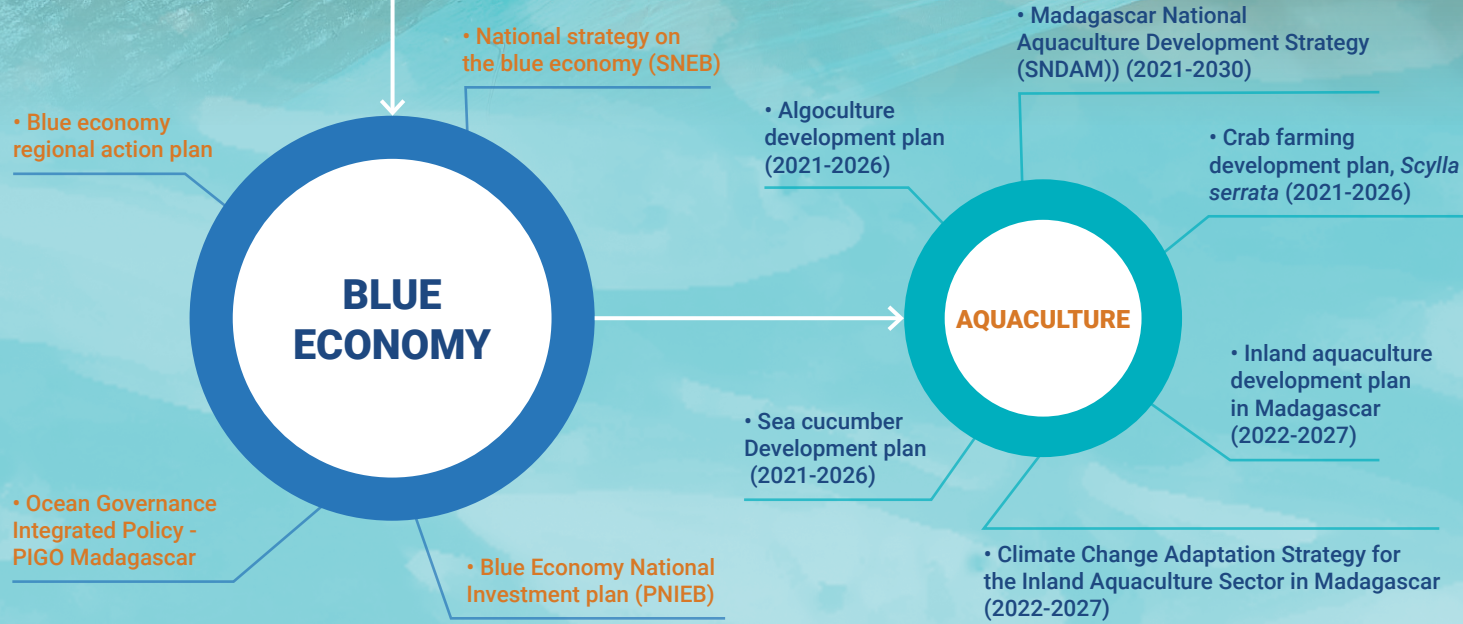 • National strategy on
the blue economy (SNEB)
• Blue economy
regional action plan
BLUE
ECONOMY
• Ocean Governance
Integrated Policy -
PIGO Madagascar
• Blue Economy National
Investment plan (PNIEB)
• Madagascar National
Aquaculture Development Strategy
(SNDAM)) (2021-2030)
• Algoculture
development plan
(2021-2026)
• Crab farming
development plan, Scylla
serrata (2021-2026)
AQUACULTURE
• Inland aquaculture
development plan
in Madagascar
(2022-2027)
• Sea cucumber
Development plan
(2021-2026)
• Climate Change Adaptation Strategy for
the Inland Aquaculture Sector in Madagascar
(2022-2027)